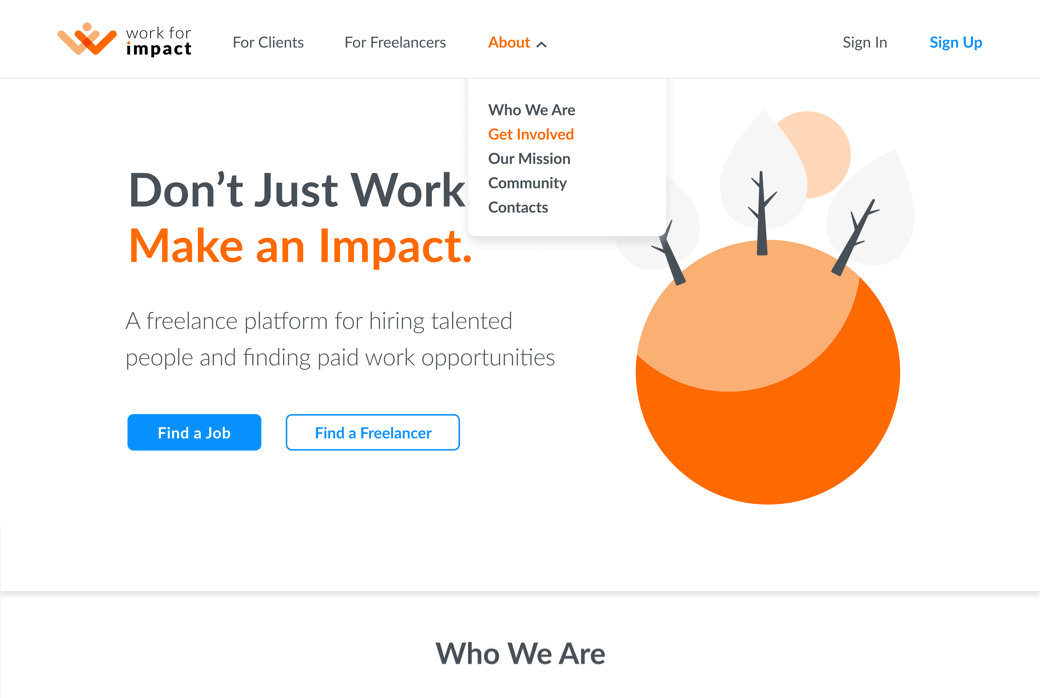 work for
impact
For Clients
For Freelancers
About
Sign In
Sign Up
Who We Are
Get Involved
Our Mission
Community
Contacts
Don’t Just Work
Make an Impact.
A freelance platform for hiring talented
people and finding paid work opportunities
Find a Job
Find a Freelancer
Who We Are